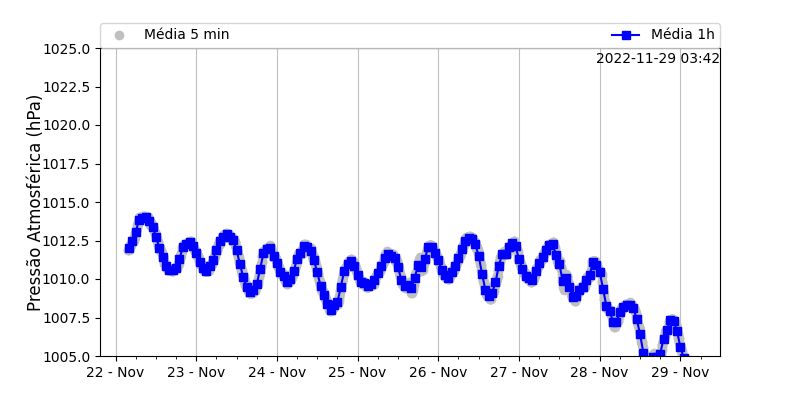 Média 5 min
Média 1h
2022-11-29 03:42
Pressão Atmosférica (hPa)
1025.0
1022.5
1020.0
1017.5
1015.0
1012.5
1010.0
1007.5
1005.0
22 - Nov
23 - Nov
24 - Nov
25 - Nov
26 - Nov
27 - Nov
28 - Nov
29 - Nov